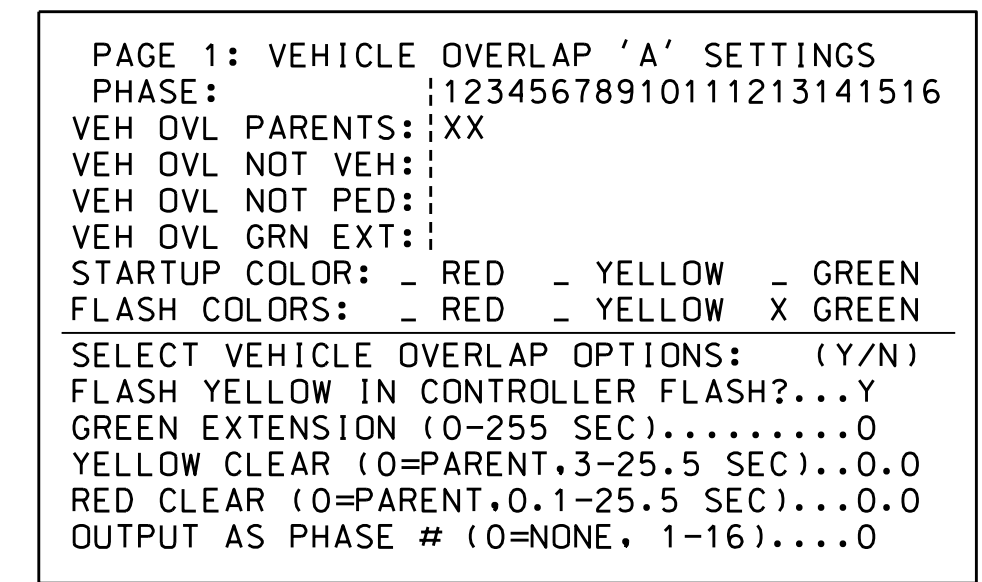 PAGE 1: VEHICLE OVERLAP 'A' SETTINGS
PHASE: ¦12345678910111213141516
VEH OVL PARENTS:¦XX
VEH OVL NOT VEH:¦
VEH OVL NOT PED:¦
VEH OVL GRN EXT:¦
STARTUP COLOR: _ RED _ YELLOW _ GREEN
FLASH COLORS: _ RED _ YELLOW X GREEN
SELECT VEHICLE OVERLAP OPTIONS: (Y/N)
FLASH YELLOW IN CONTROLLER FLASH?...Y
GREEN EXTENSION (0-255 SEC).........0
YELLOW CLEAR (0=PARENT,3-25.5 SEC)..0.0
RED CLEAR (0=PARENT,0.1-25.5 SEC)...0.0
OUTPUT AS PHASE # (0=NONE, 1-16)....0